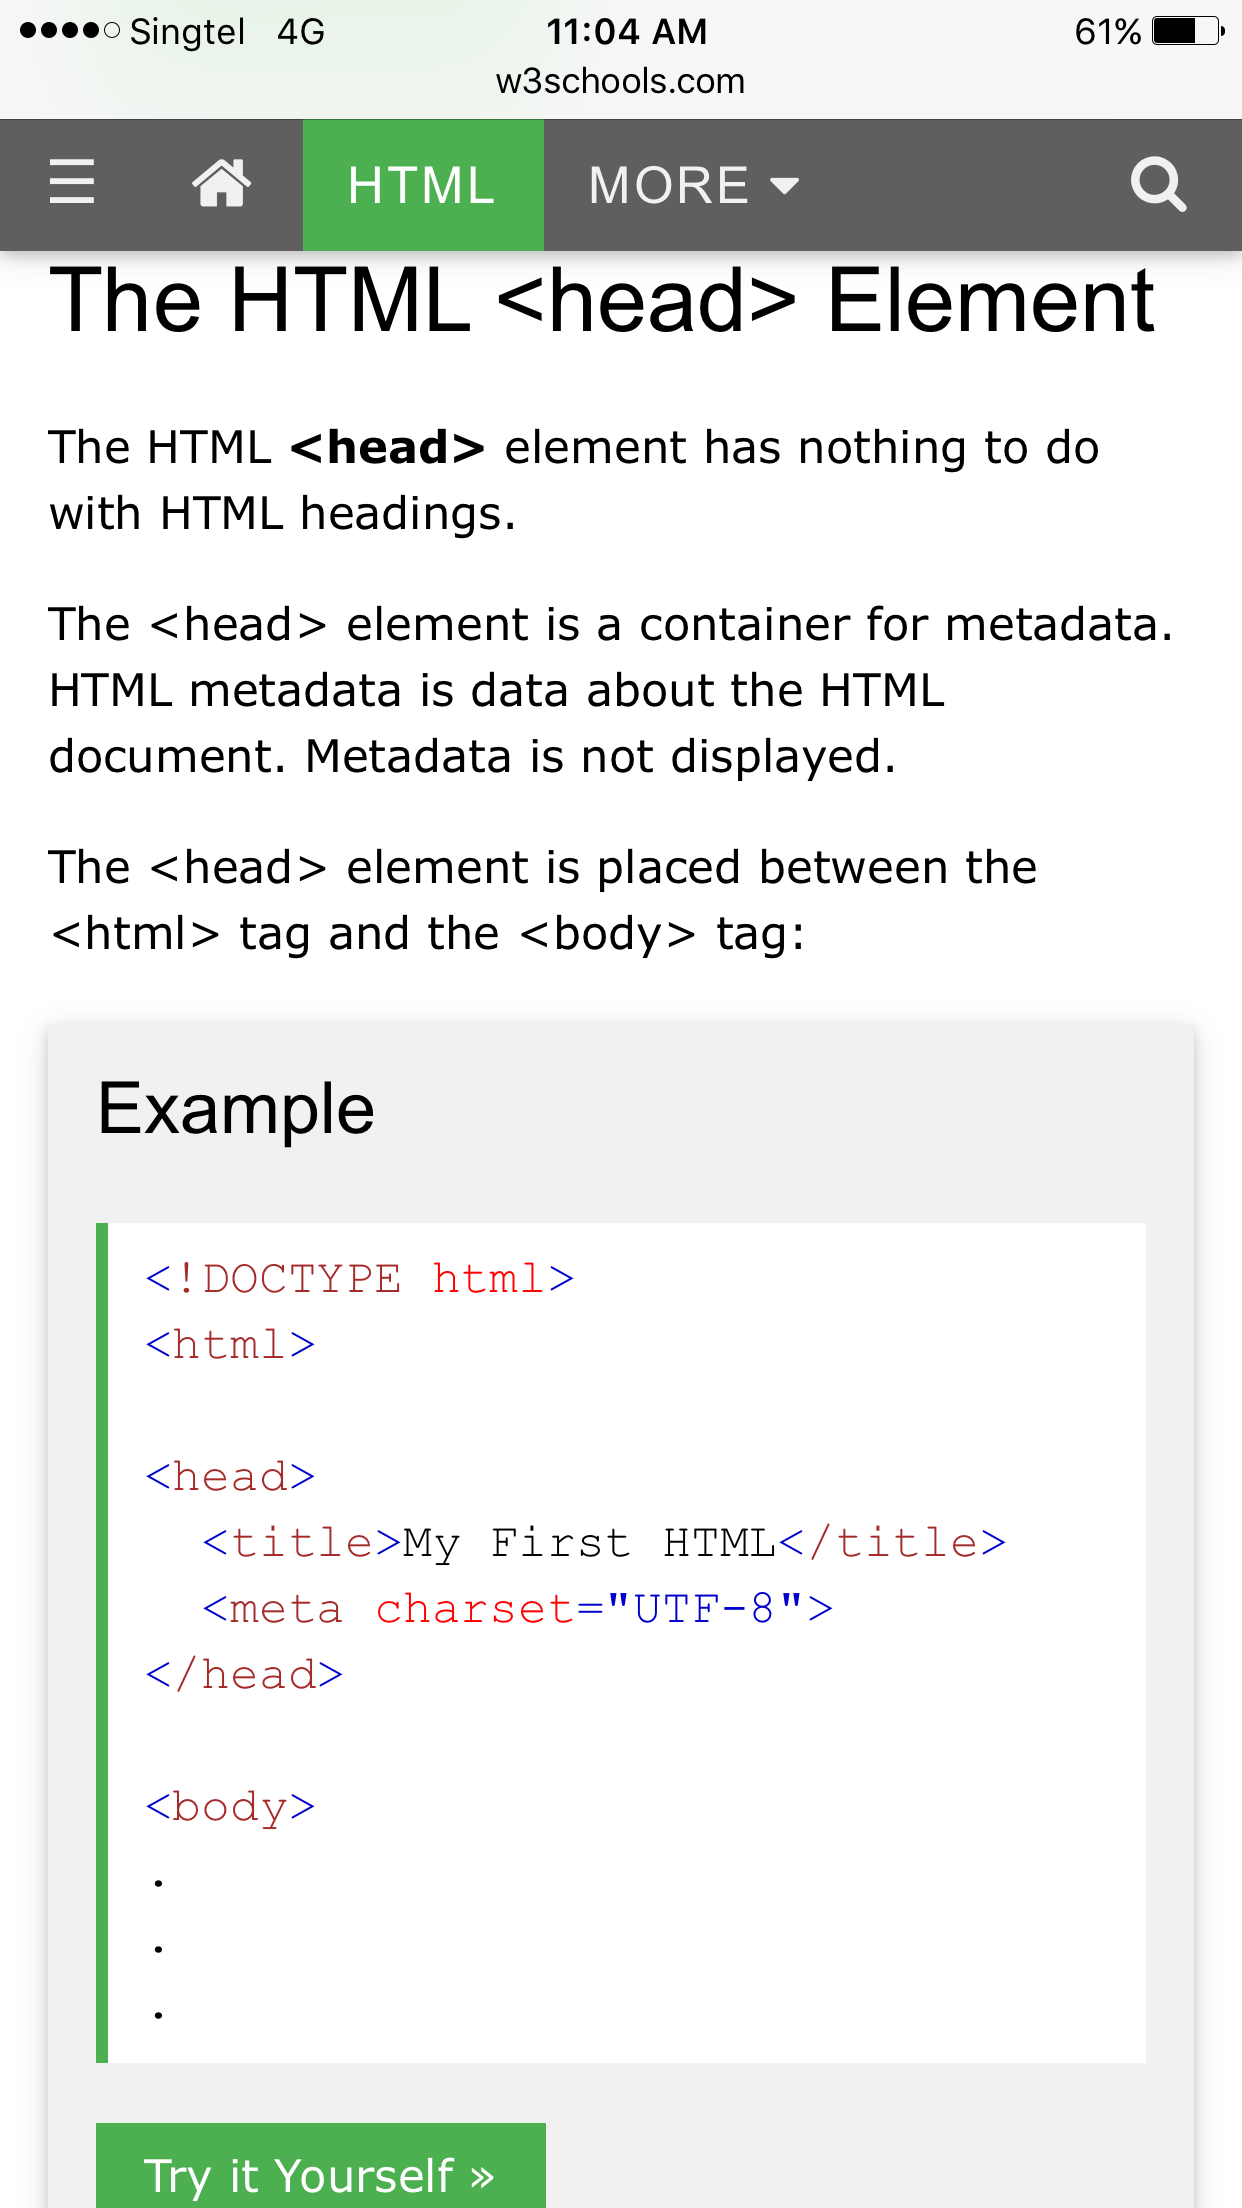 Singtel 4G 11:04 AM 61%
w3schools.com
HTML MORE
The HTML <head> Element
The HTML <head> element has nothing to do
with HTML headings.
The <head> element is a container for metadata.
HTML metadata is data about the HTML
document. Metadata is not displayed.
The <head> element is placed between the
<html> tag and the <body> tag:
Example
<!DOCTYPE html>
<html>
<head>
<title>My First HTML</title>
<meta charset="UTF-8">
</head>
<body>
.
.
.
Try it Yourself »